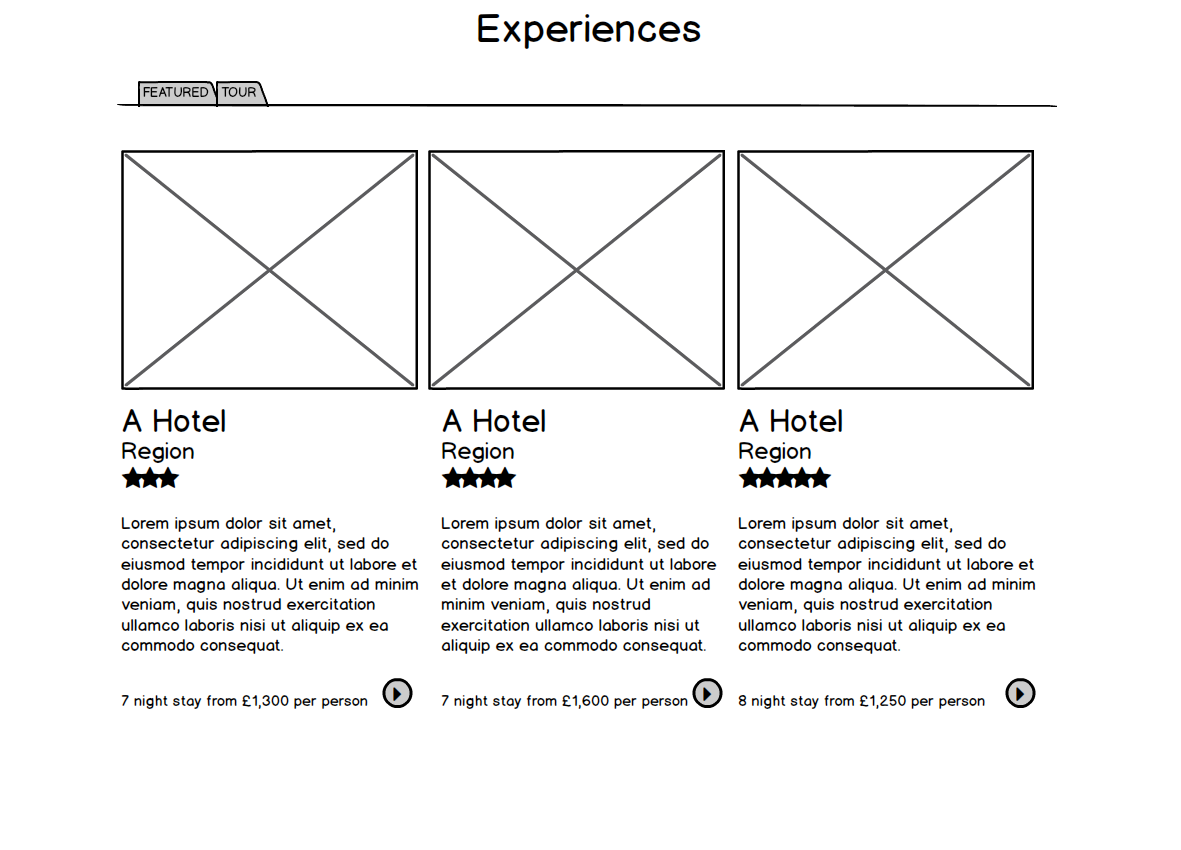 Experiences
FEATURED
TOUR
A Hotel
Region
Lorem ipsum dolor sit amet,
consectetur adipiscing elit, sed do
eiusmod tempor incididunt ut labore et
dolore magna aliqua. Ut enim ad minim
veniam, quis nostrud exercitation
ullamco laboris nisi ut aliquip ex ea
commodo consequat.
7 night stay from £1,300 per person
A Hotel
Region
Lorem ipsum dolor sit amet,
consectetur adipiscing elit, sed do
eiusmod tempor incididunt ut labore
et dolore magna aliqua. Ut enim ad
minim veniam, quis nostrud
exercitation ullamco laboris nisi ut
aliquip ex ea commodo consequat.
7 night stay from £1,600 per person
A Hotel
Region
Lorem ipsum dolor sit amet,
consectetur adipiscing elit, sed do
eiusmod tempor incididunt ut labore et
dolore magna aliqua. Ut enim ad minim
veniam, quis nostrud exercitation
ullamco laboris nisi ut aliquip ex ea
commodo consequat.
8 night stay from £1,250 per person